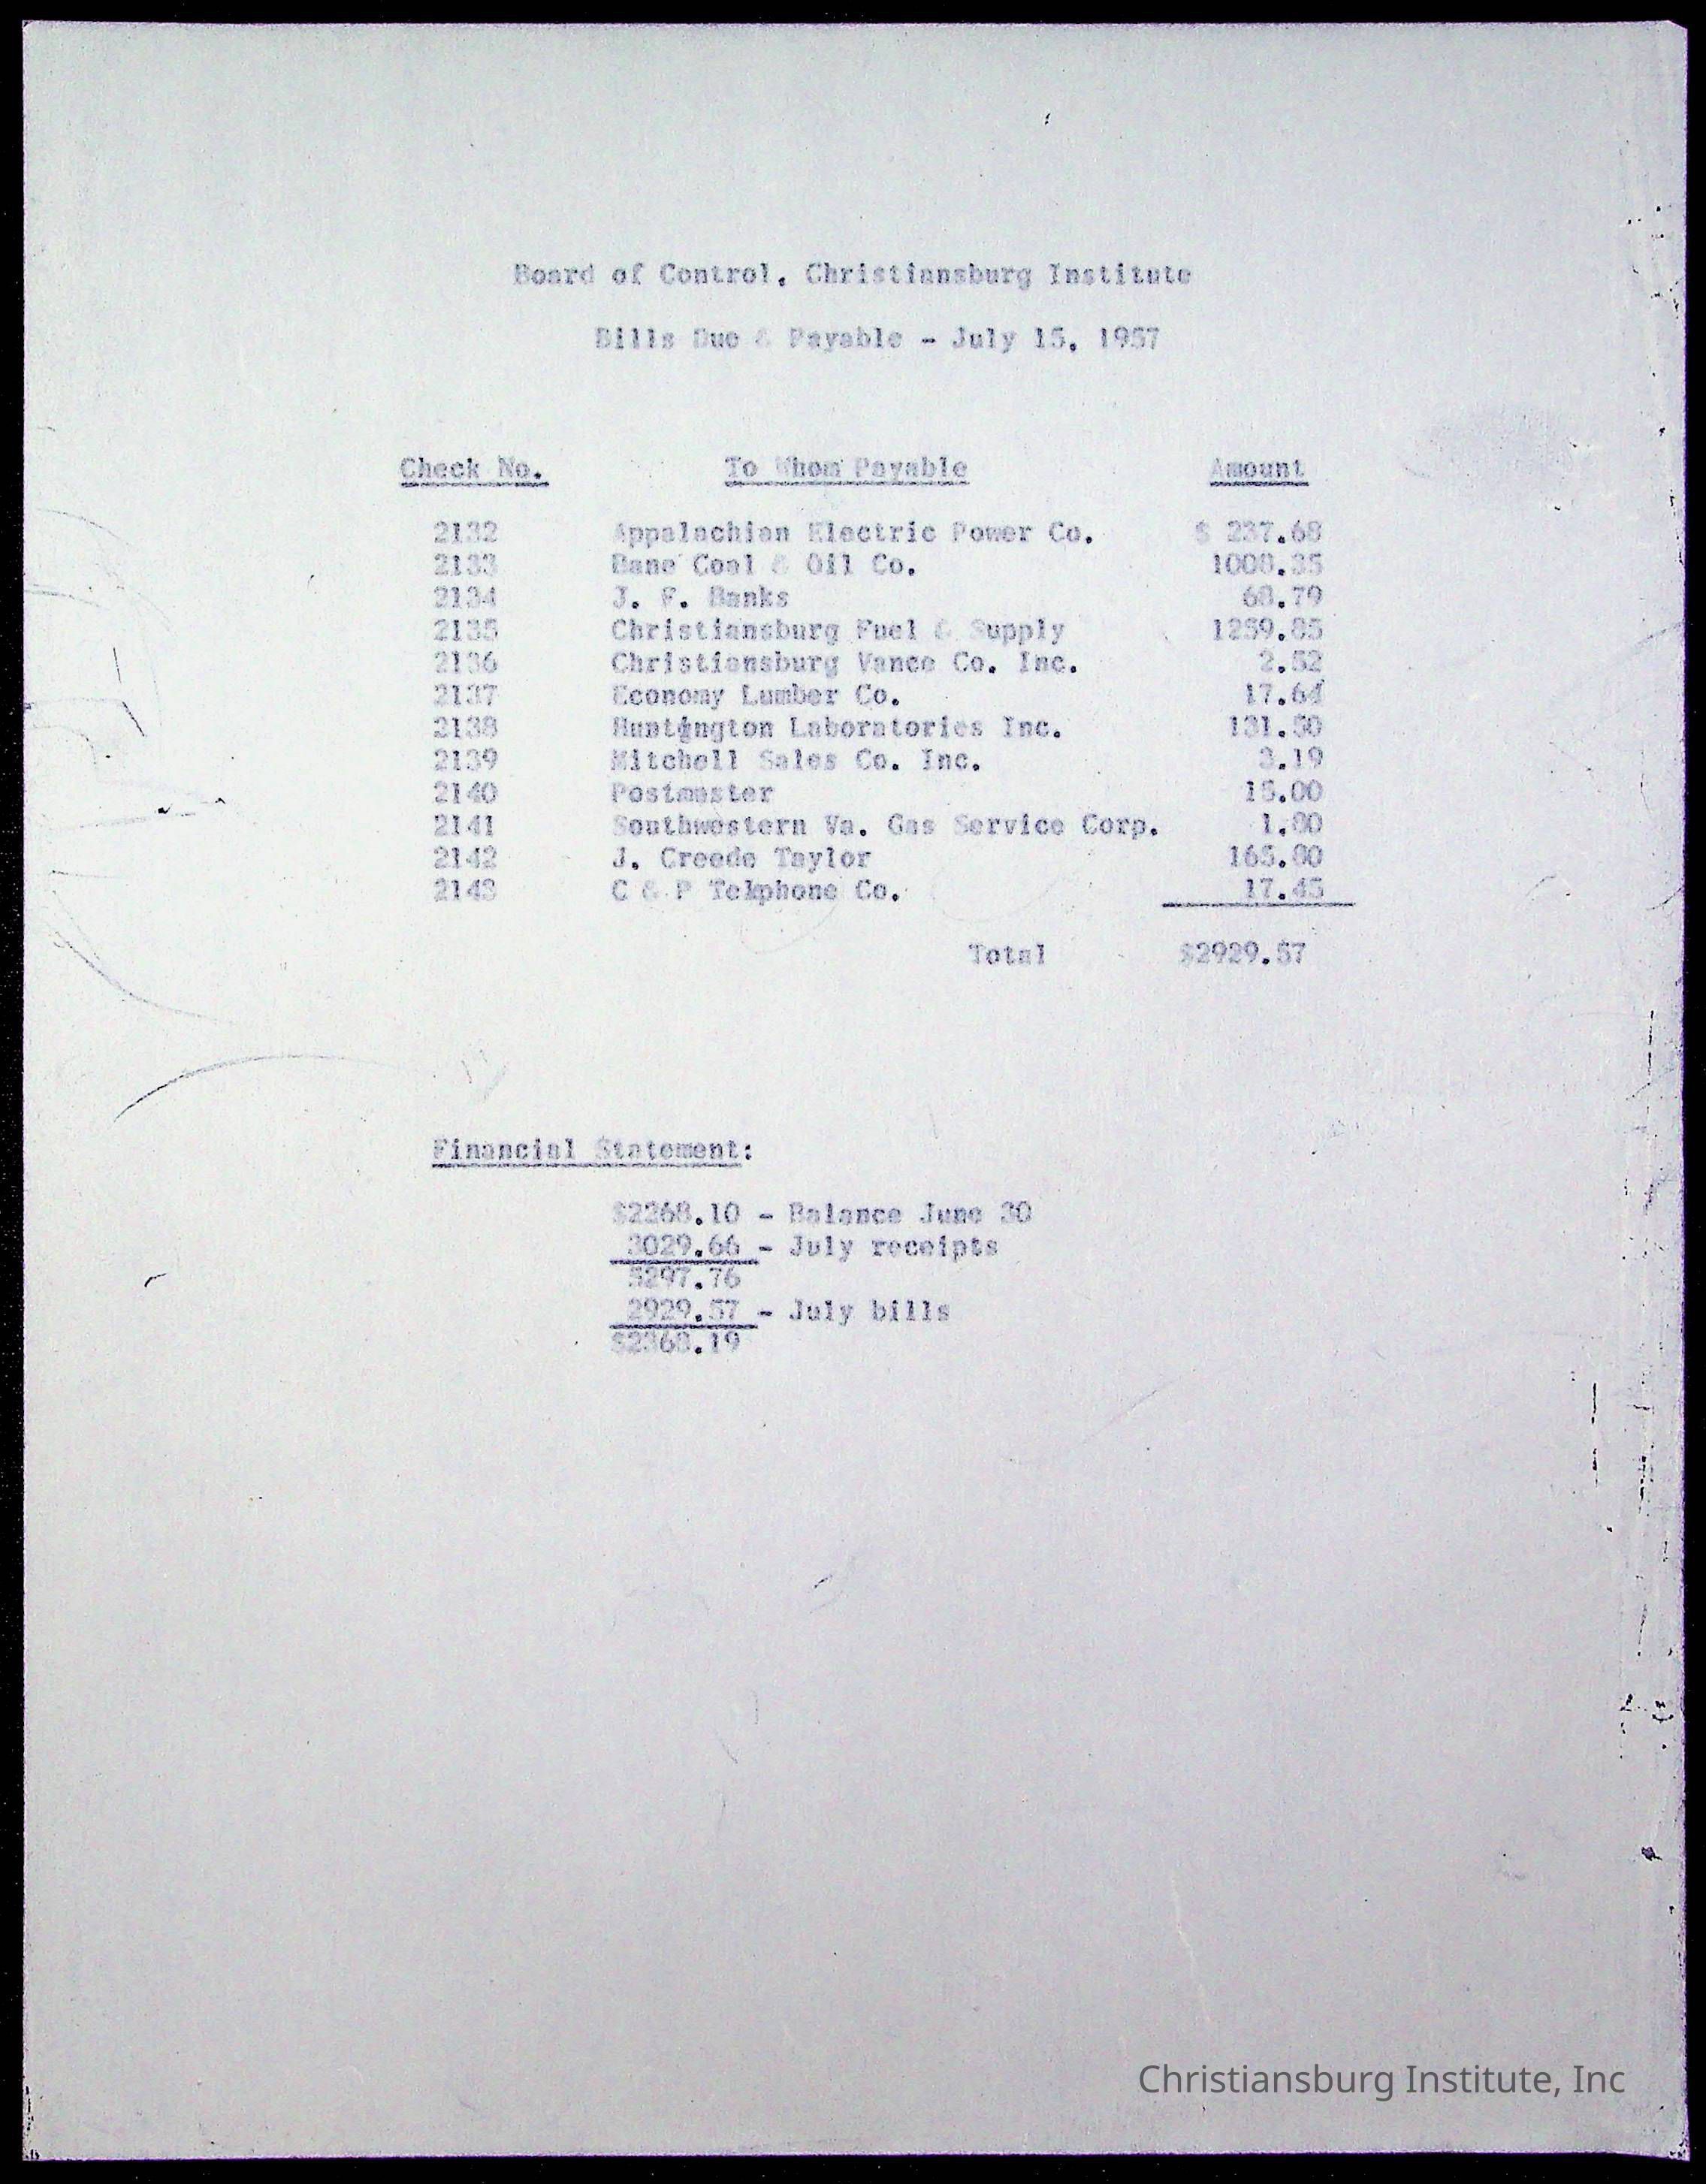 Board of Control, Christiansburg Institute
Bills Due & Payable - July 15, 1957
Check No. To Whom Payable Amount
2132 Appalachian Electric Power Co. $ 237.68
2133 Bane Coal & Oil Co. 1008.35
2134 J. F. Banks 68.79
2135 Christiansburg Fuel & Supply 1259.85
2136 Christiansburg Vance Co. Inc. 2.52
2137 Economy Lumber Co. 17.64
2138 Huntington Laboratories Inc. 131.50
2139 Mitchell Sales Co. Inc. 3.19
2140 Postmaster 15.00
2141 Southwestern Va. Gas Service Corp. 1.80
2142 J. Creede Taylor 165.80
2143 C & P Telphone Co. 17.45
Total $2929.57
Financial Statement:
$2268.10 - Balance June 30
3029.66 - July receipts
5297.76
2929.57 - July bills
$2368.19
Christiansburg Institute, Inc